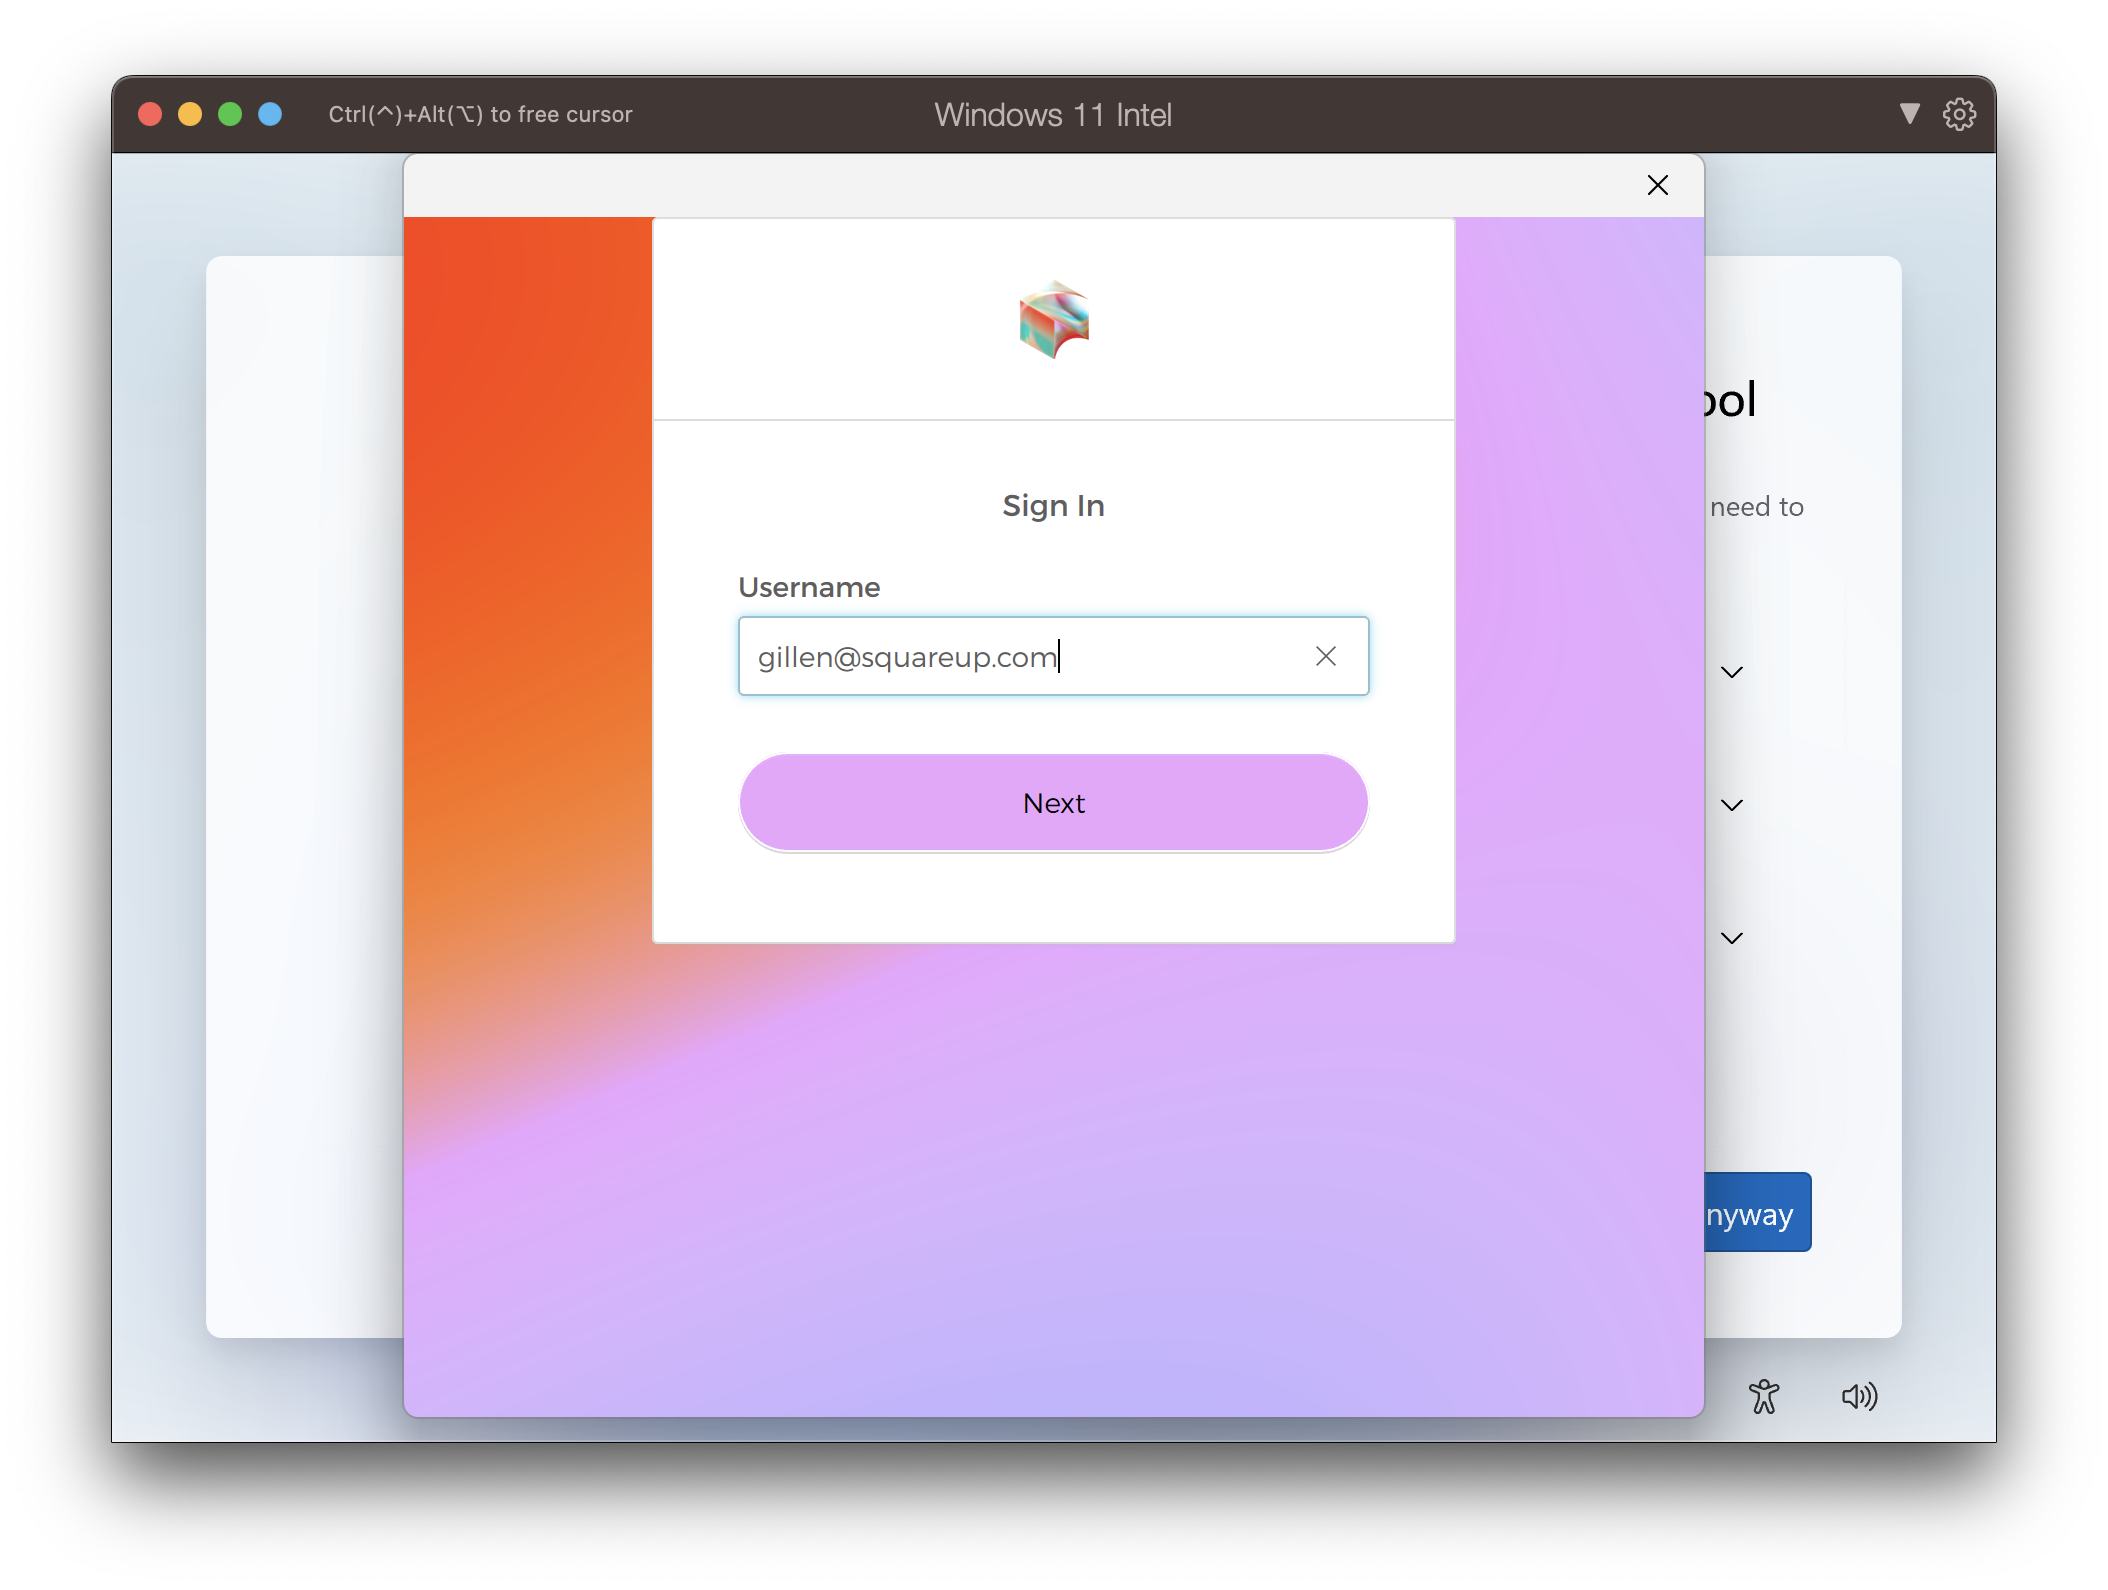 Ctrl(^)+Alt(⌥) to free cursor
Windows 11 Intel
Sign In
Username
gillen@squareup.com
Next
ool
need to
nyway